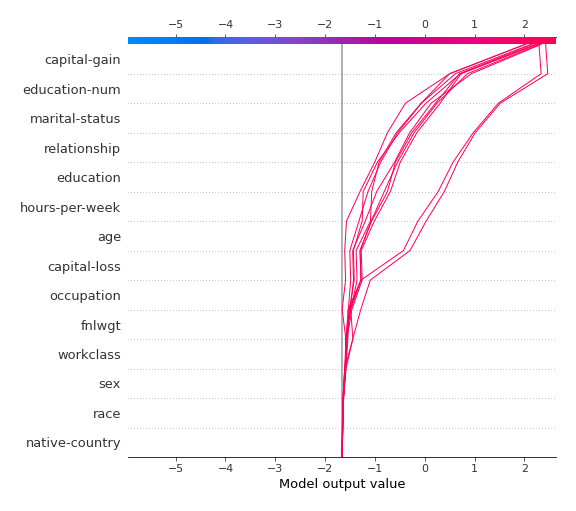 −5 −4 −3 −2 −1 0 1 2
capital-gain
education-num
marital-status
relationship
education
hours-per-week
age
capital-loss
occupation
fnlwgt
workclass
sex
race
native-country
−5 −4 −3 −2 −1 0 1 2
Model output value